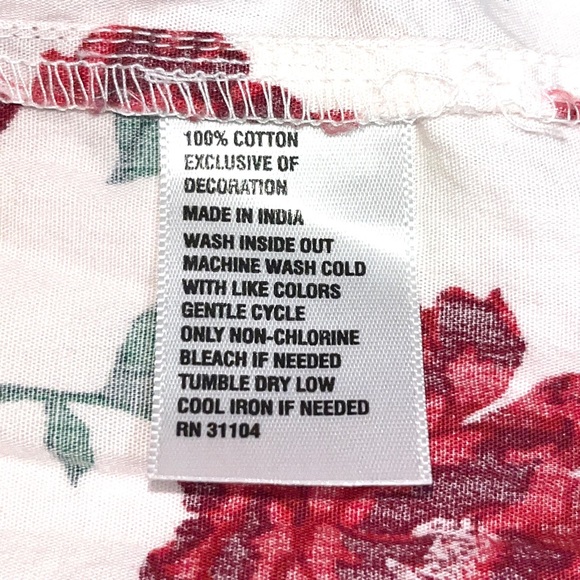 100% COTTON
EXCLUSIVE OF
DECORATION
MADE IN INDIA
WASH INSIDE OUT
MACHINE WASH COLD
WITH LIKE COLORS
GENTLE CYCLE
ONLY NON-CHLORINE
BLEACH IF NEEDED
TUMBLE DRY LOW
COOL IRON IF NEEDED
RN 31104